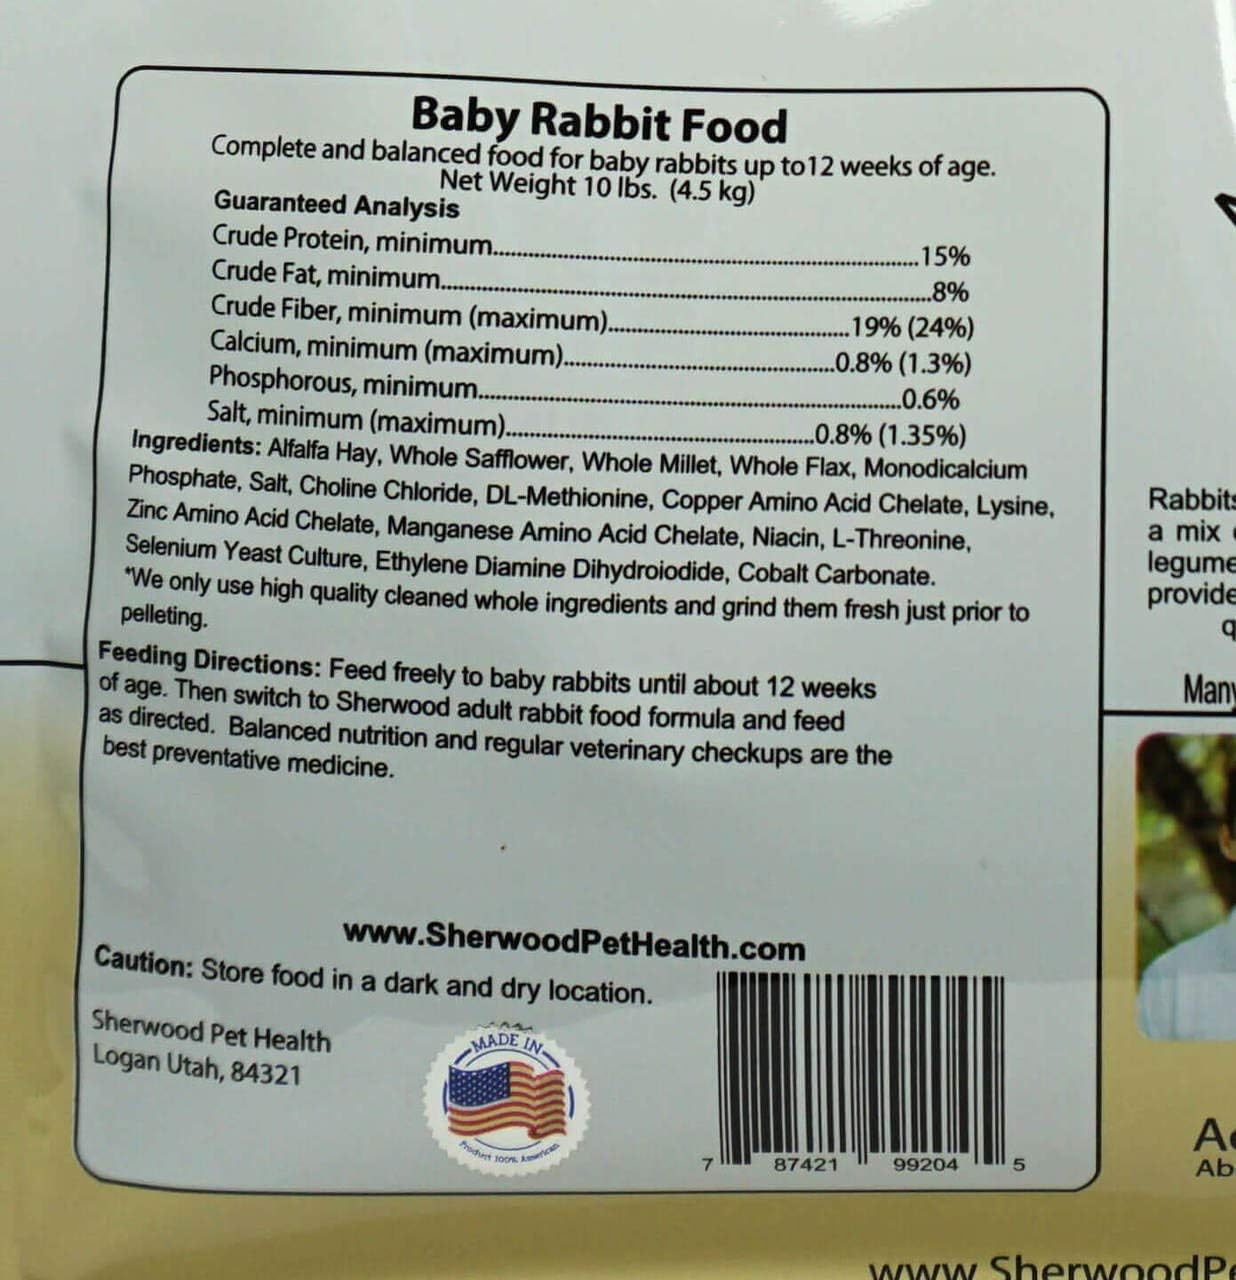 Baby Rabbit Food
Complete and balanced food for baby rabbits up to12 weeks of age.
Net Weight 10 lbs. (4.5 kg)
Guaranteed Analysis
Crude Protein, minimum..........15%
Crude Fat, minimum..........8%
Crude Fiber, minimum (maximum)..........19% (24%)
Calcium, minimum (maximum)..........0.8% (1.3%)
Phosphorous, minimum..........0.6%
Salt, minimum (maximum)..........0.8% (1.35%)
Ingredients: Alfalfa Hay, Whole Safflower, Whole Millet, Whole Flax, Monodicalcium
Phosphate, Salt, Choline Chloride, DL-Methionine, Copper Amino Acid Chelate, Lysine,
Zinc Amino Acid Chelate, Manganese Amino Acid Chelate, Niacin, L-Threonine,
Selenium Yeast Culture, Ethylene Diamine Dihydroiodide, Cobalt Carbonate.
*We only use high quality cleaned whole ingredients and grind them fresh just prior to
pelleting.
Feeding Directions: Feed freely to baby rabbits until about 12 weeks
of age. Then switch to Sherwood adult rabbit food formula and feed
as directed. Balanced nutrition and regular veterinary checkups are the
best preventative medicine.
www.SherwoodPetHealth.com
Caution: Store food in a dark and dry location.
Sherwood Pet Health
Logan Utah, 84321
MADE IN
Product 100% American
7 87421 99204 5
Rabbits
a mix
legume
provide
q
Many
Ab
www.SherwoodPe